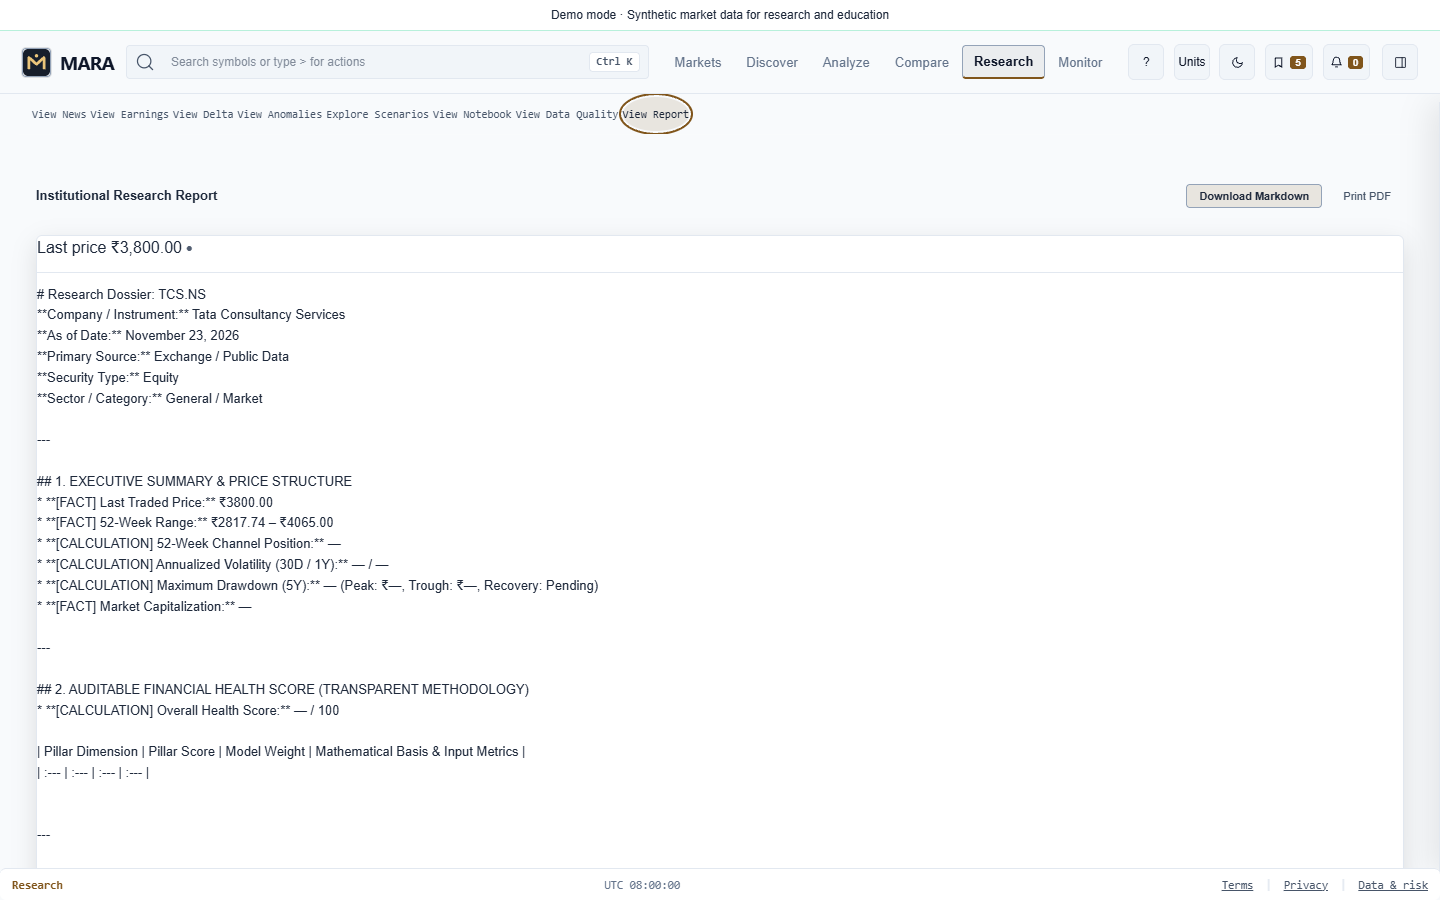 Demo mode · Synthetic market data for research and education
MARA
Search symbols or type > for actions
Ctrl K
Markets
Discover
Analyze
Compare
Research
Monitor
?
Units
5
0
View News View Earnings View Delta View Anomalies Explore Scenarios View Notebook View Data Quality View Report
Institutional Research Report
Download Markdown
Print PDF
Last price ₹3,800.00 •
# Research Dossier: TCS.NS
**Company / Instrument:** Tata Consultancy Services
**As of Date:** November 23, 2026
**Primary Source:** Exchange / Public Data
**Security Type:** Equity
**Sector / Category:** General / Market
---
## 1. EXECUTIVE SUMMARY & PRICE STRUCTURE
* **[FACT] Last Traded Price:** ₹3800.00
* **[FACT] 52-Week Range:** ₹2817.74 – ₹4065.00
* **[CALCULATION] 52-Week Channel Position:** —
* **[CALCULATION] Annualized Volatility (30D / 1Y):** — / —
* **[CALCULATION] Maximum Drawdown (5Y):** — (Peak: ₹—, Trough: ₹—, Recovery: Pending)
* **[FACT] Market Capitalization:** —
---
## 2. AUDITABLE FINANCIAL HEALTH SCORE (TRANSPARENT METHODOLOGY)
* **[CALCULATION] Overall Health Score:** — / 100
| Pillar Dimension | Pillar Score | Model Weight | Mathematical Basis & Input Metrics |
| :--- | :--- | :--- | :--- |
---
Research
UTC 08:00:00
Terms
Privacy
Data & risk